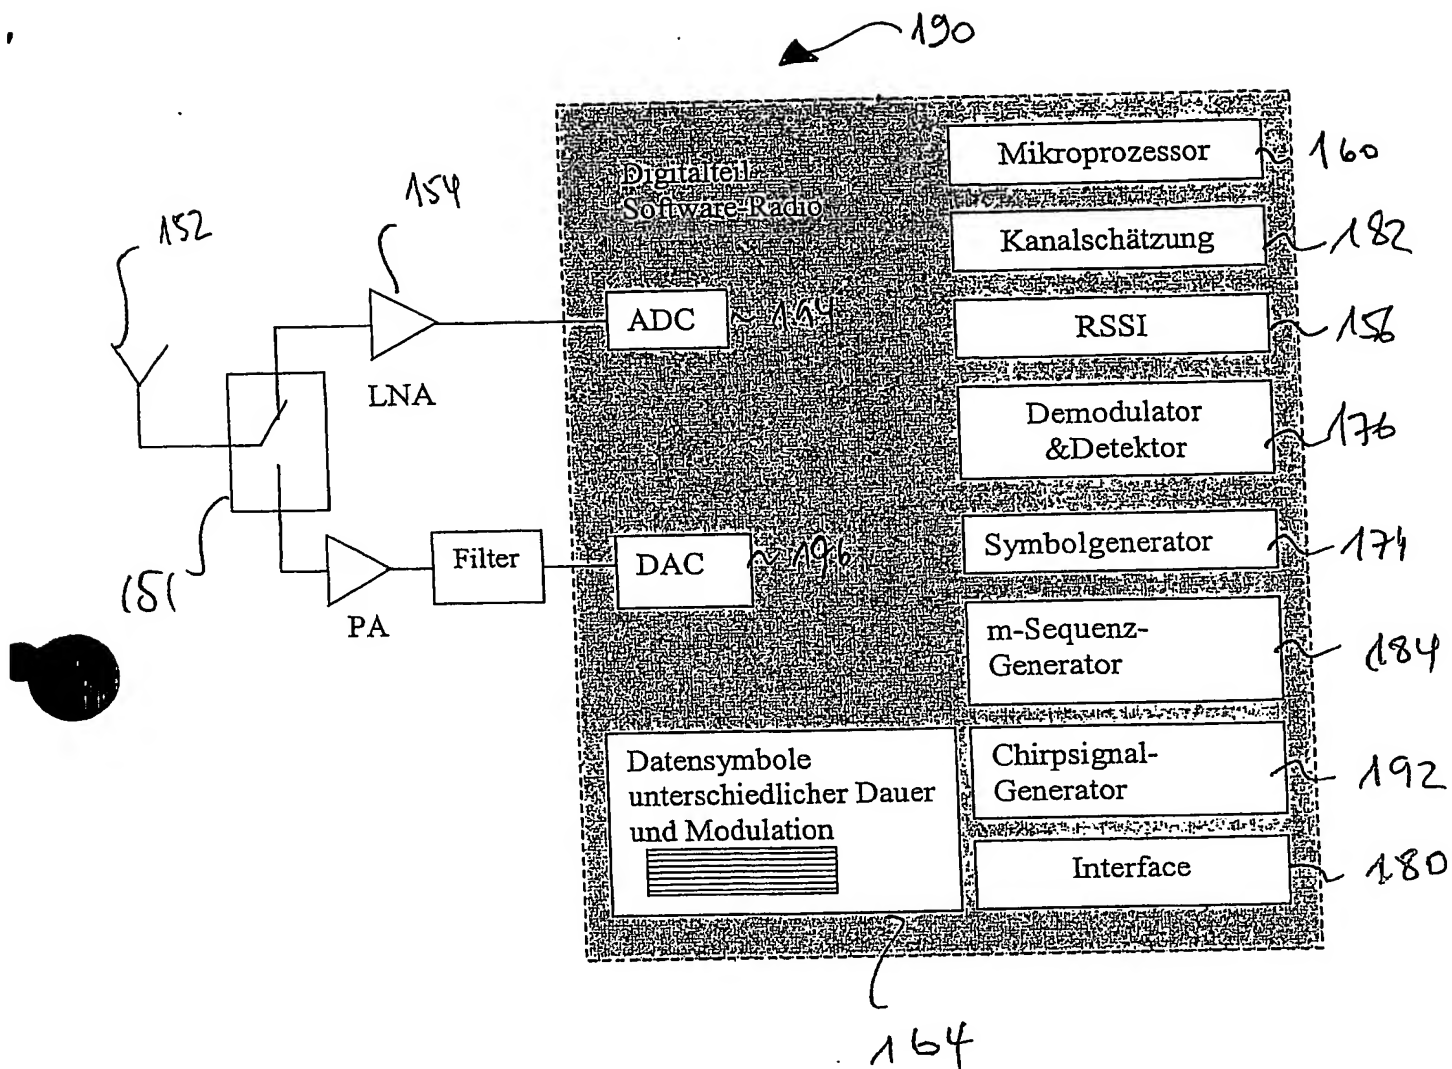 190
Mikroprozessor
160
Digitalteil
Software-Radio
154
152
Kanalschätzung
182
ADC
RSSI
156
LNA
Demodulator
&Detektor
176
Filter
DAC
196
Symbolgenerator
174
151
PA
m-Sequenz-
Generator
184
Datensymbole
unterschiedlicher Dauer
und Modulation
Chirpsignal-
Generator
192
Interface
180
164